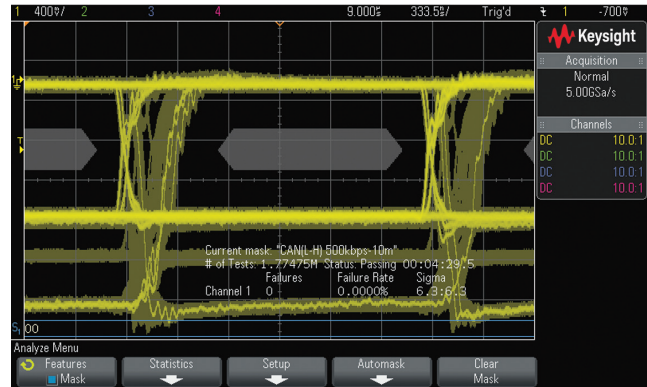 1 400⩗/ 2 3 4 9.000s 333.5s/ Trig'd 1 -700⩗
Keysight
Acquisition
Normal
5.00GSa/s
Channels
DC 10.0:1
DC 10.0:1
DC 10.0:1
DC 10.0:1
1
T
Current mask: "CAN(L-H) 500kbps-10m"
# of Tests: 1.77475M Status: Passing 00:04:29.5
Failures Failure Rate Sigma
Channel 1 0 0.0000% 6.3:6.3
S1 00
Analyze Menu
Features Statistics Setup Automask Clear
Mask Mask